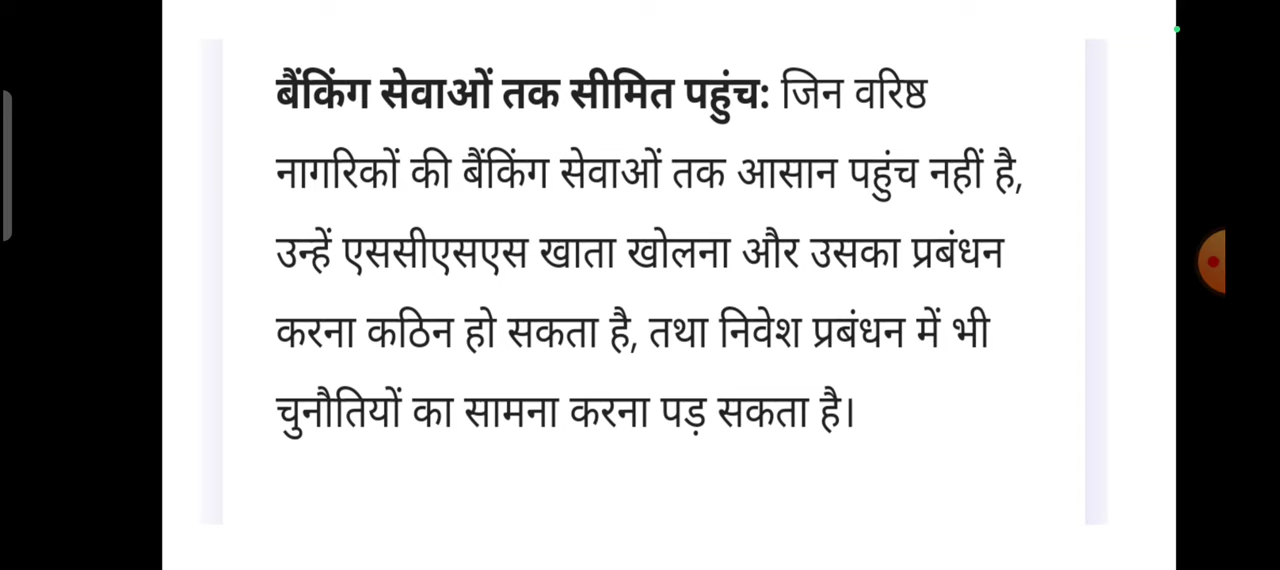 बैंकिंग सेवाओं तक सीमित पहुंच: जिन वरिष्ठ
नागरिकों की बैंकिंग सेवाओं तक आसान पहुंच नहीं है,
उन्हें एससीएसएस खाता खोलना और उसका प्रबंधन
करना कठिन हो सकता है, तथा निवेश प्रबंधन में भी
चुनौतियों का सामना करना पड़ सकता है।